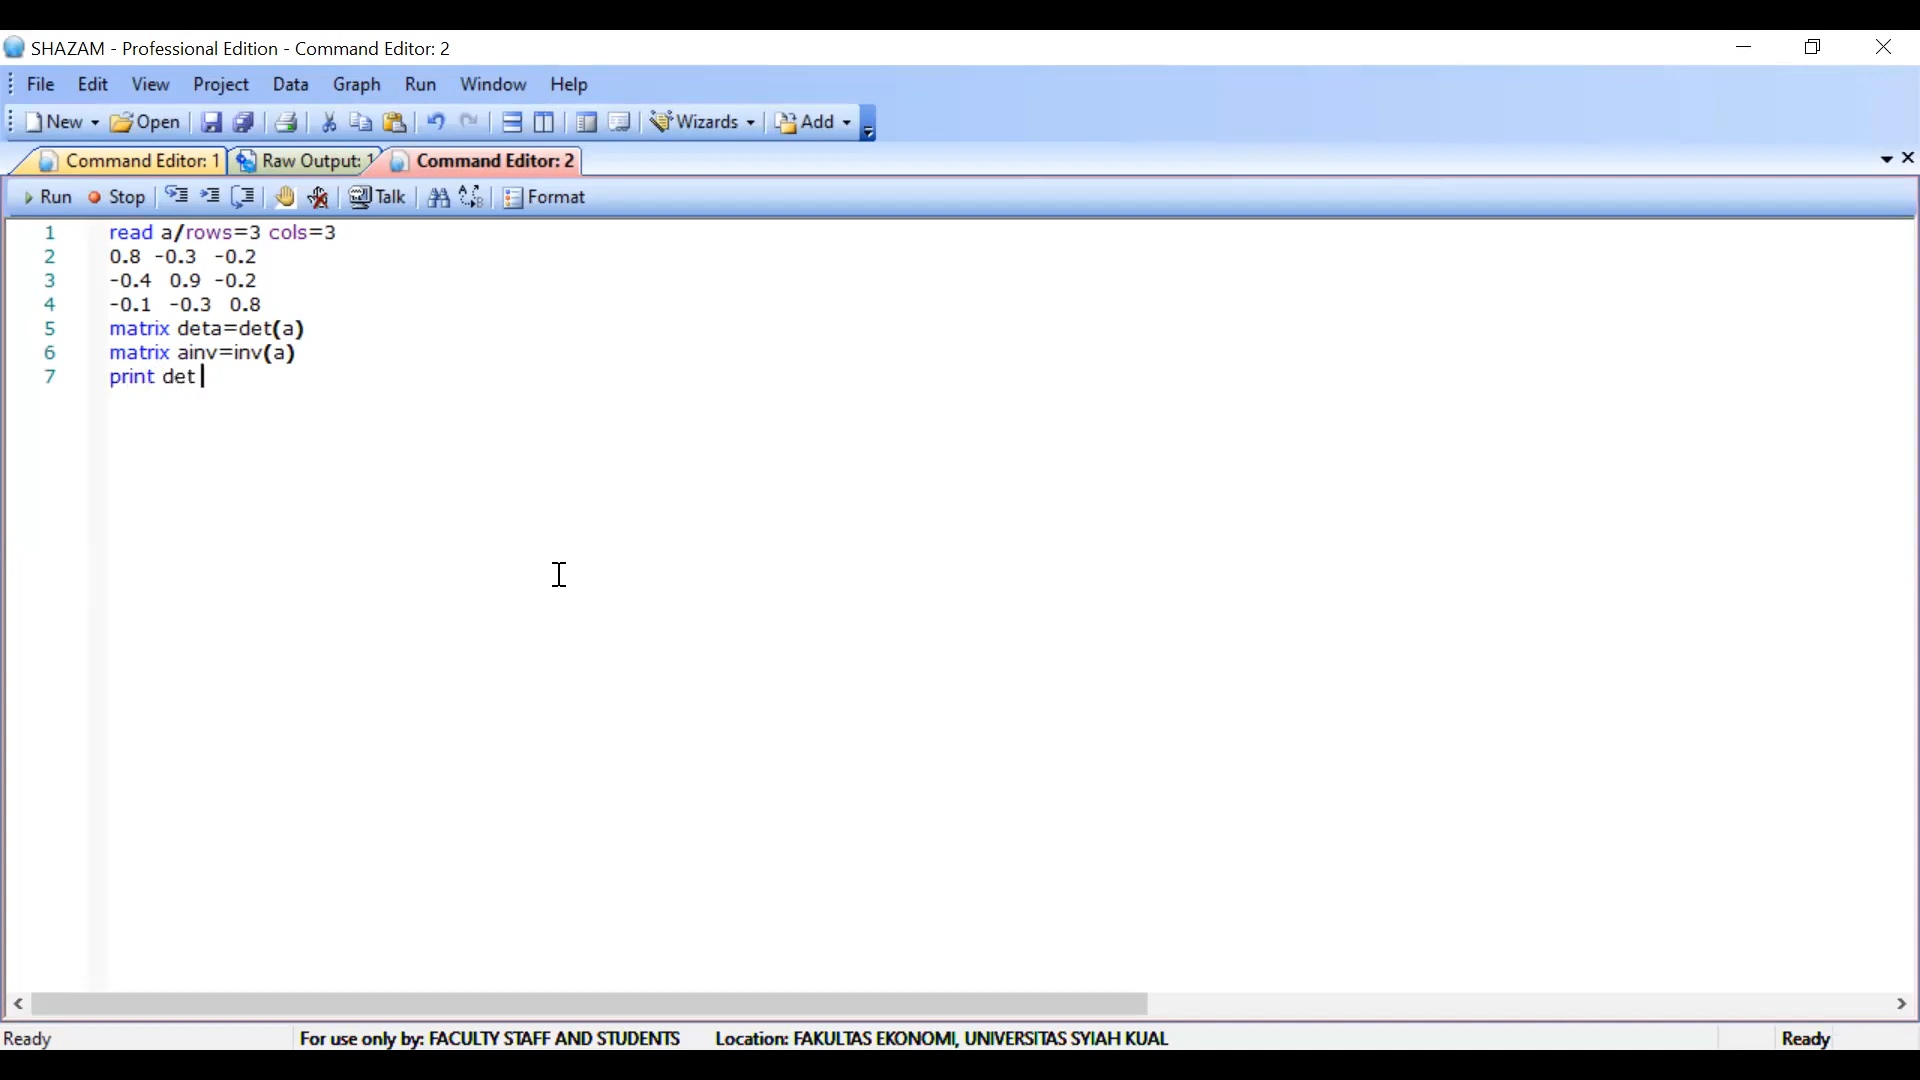 SHAZAM - Professional Edition - Command Editor: 2
File Edit View Project Data Graph Run Window Help
New Open Wizards Add
Command Editor: 1 Raw Output: 1 Command Editor: 2
Run Stop Talk Format
1 read a/rows=3 cols=3
2 0.8 -0.3 -0.2
3 -0.4 0.9 -0.2
4 -0.1 -0.3 0.8
5 matrix deta=det(a)
6 matrix ainv=inv(a)
7 print det
Ready For use only by: FACULTY STAFF AND STUDENTS Location: FAKULTAS EKONOMI, UNIVERSITAS SYIAH KUAL Ready